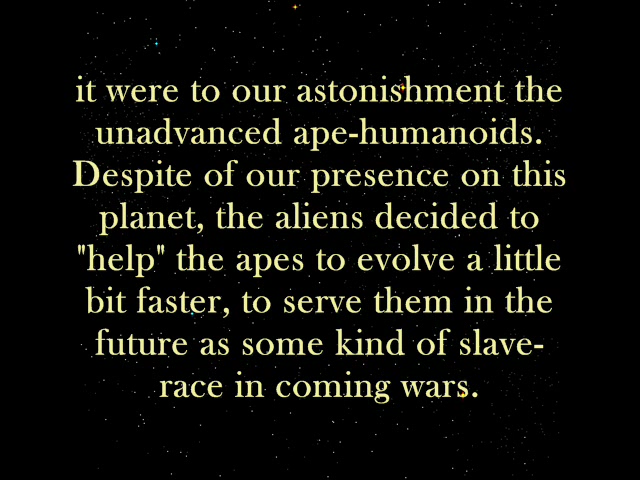 it were to our astonishment the
unadvanced ape-humanoids.
Despite of our presence on this
planet, the aliens decided to
"help" the apes to evolve a little
bit faster, to serve them in the
future as some kind of slave-
race in coming wars.